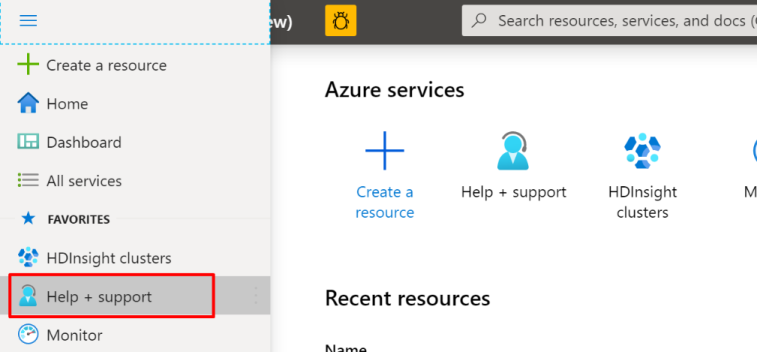 ew)
Search resources, services, and docs (
Create a resource
Home
Dashboard
All services
FAVORITES
HDInsight clusters
Help + support
Monitor
Azure services
Create a
resource
Help + support
HDInsight
clusters
M
Recent resources
Name